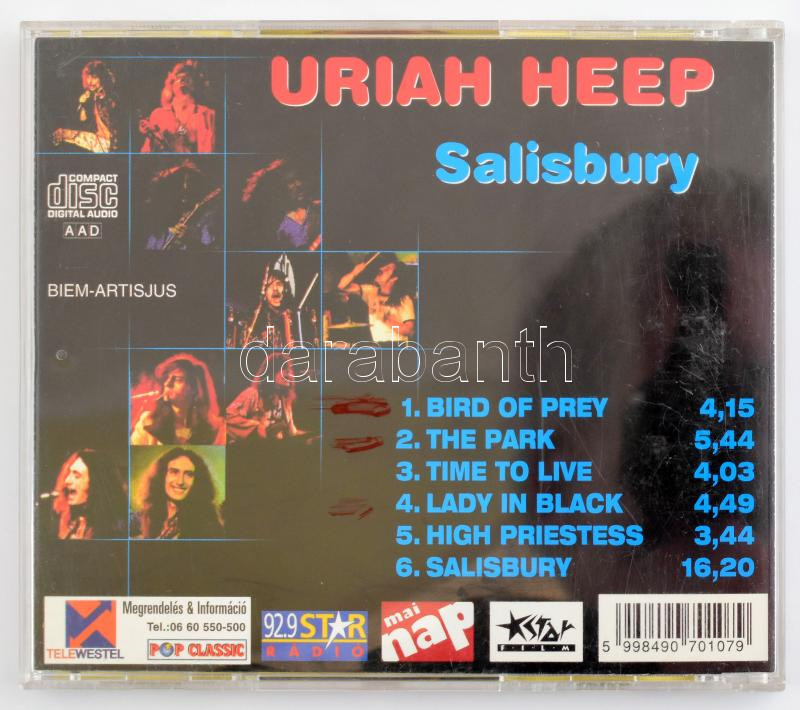 URIAH HEEP
Salisbury
COMPACT
disc
DIGITAL AUDIO
AAD
BIEM-ARTISJUS
darabanth
1. BIRD OF PREY 4,15
2. THE PARK 5,44
3. TIME TO LIVE 4,03
4. LADY IN BLACK 4,49
5. HIGH PRIESTESS 3,44
6. SALISBURY 16,20
TELEWESTEL
Megrendelés & Információ
Tel.:06 60 550-500
POP CLASSIC
92.9 STAR
RÁDIÓ
mai
nap
STAR
FILM
5 998490 701079